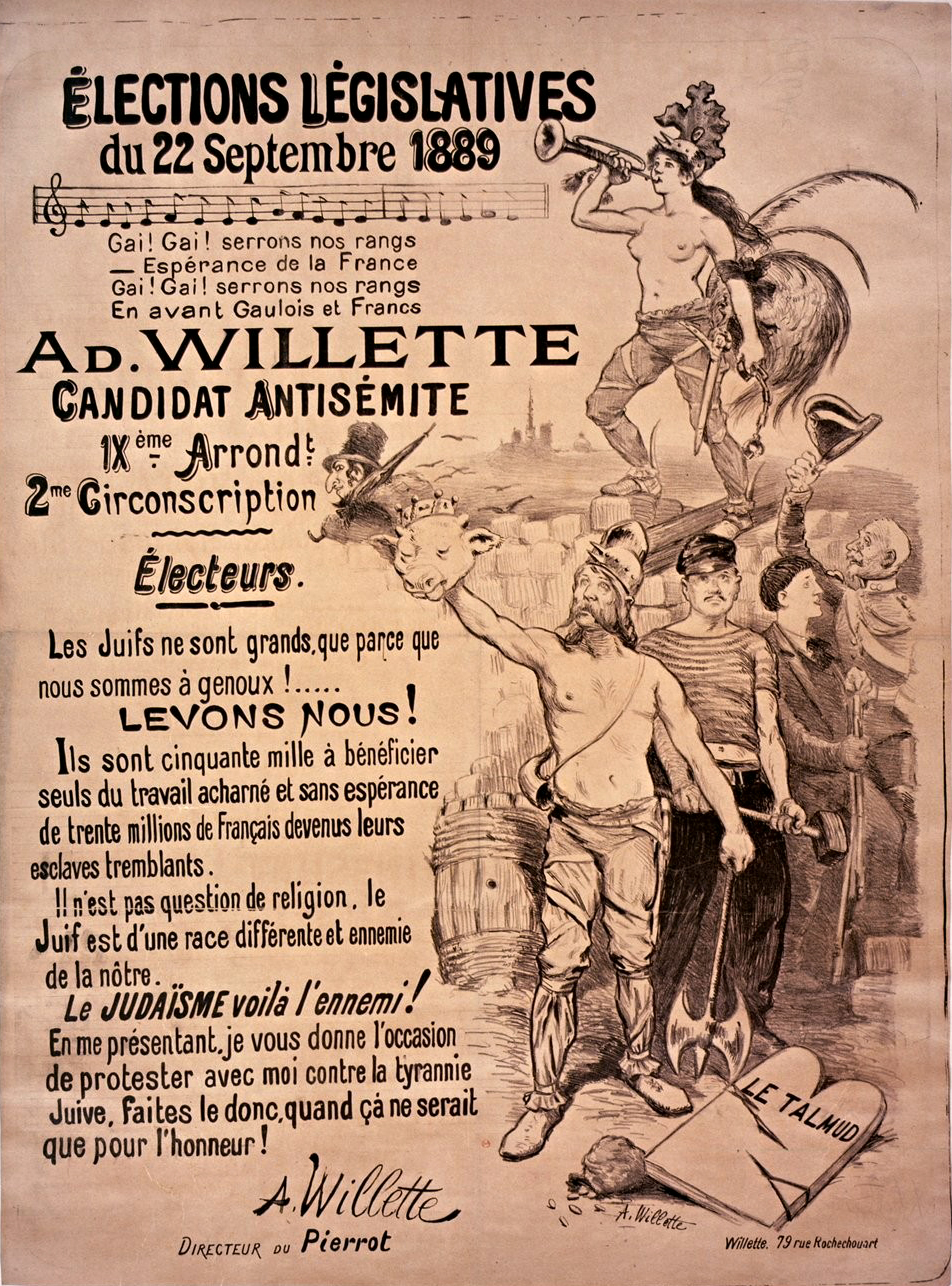 ÉLECTIONS LÉGISLATIVES
du 22 Septembre 1889
Gai! Gai! serrons nos rangs
— Espérance de la France
Gai! Gai! serrons nos rangs
En avant Gaulois et Francs
AD. WILLETTE
CANDIDAT ANTISÉMITE
IXème Arrondt
2me Circonscription
Électeurs.
Les Juifs ne sont grands, que parce que
nous sommes à genoux !.....
LEVONS NOUS!
Ils sont cinquante mille à bénéficier
seuls du travail acharné et sans espérance
de trente millions de Français devenus leurs
esclaves tremblants.
Il n'est pas question de religion, le
Juif est d'une race différente et ennemie
de la nôtre.
Le JUDAÏSME voilà l'ennemi!
En me présentant, je vous donne l'occasion
de protester avec moi contre la tyrannie
Juive, Faites le donc, quand çà ne serait
que pour l'honneur!
A. Willette
DIRECTEUR DU Pierrot
LE TALMUD
A. Willette
Willette. 79 rue Rochechouart